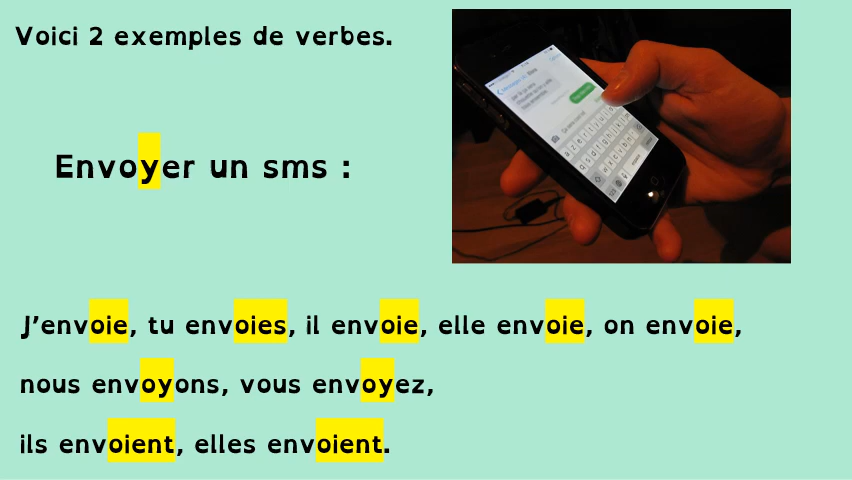 Voici 2 exemples de verbes.
Envoyer un sms :
J’envoie, tu envoies, il envoie, elle envoie, on envoie,
nous envoyons, vous envoyez,
ils envoient, elles envoient.